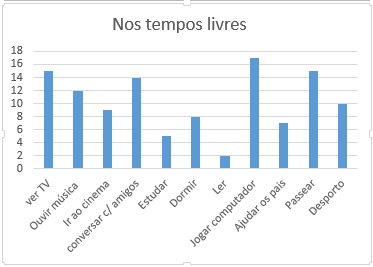 Nos tempos livres
18
16
14
12
10
8
6
4
2
0
ver TV
Ouvir música
Ir ao cinema
conversar c/ amigos
Estudar
Dormir
Ler
Jogar computador
Ajudar os pais
Passear
Desporto